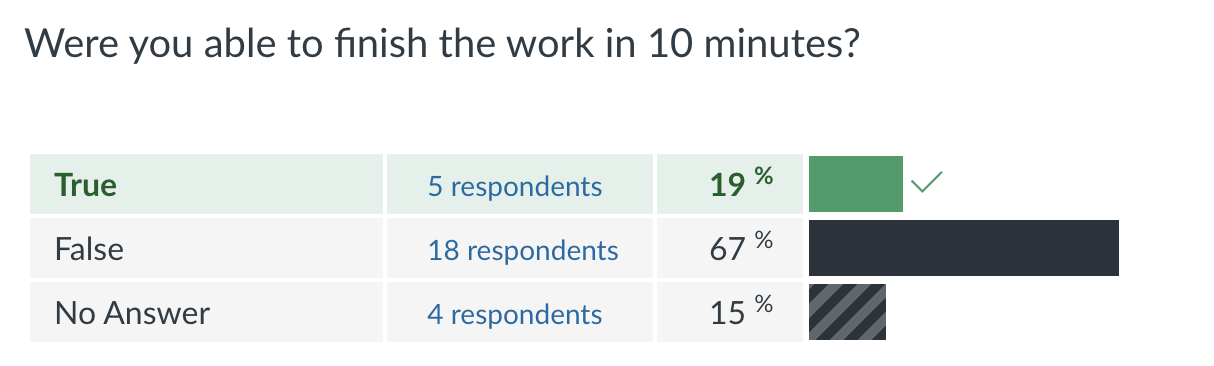 Were you able to finish the work in 10 minutes?
True 5 respondents 19 %
False 18 respondents 67 %
No Answer 4 respondents 15 %